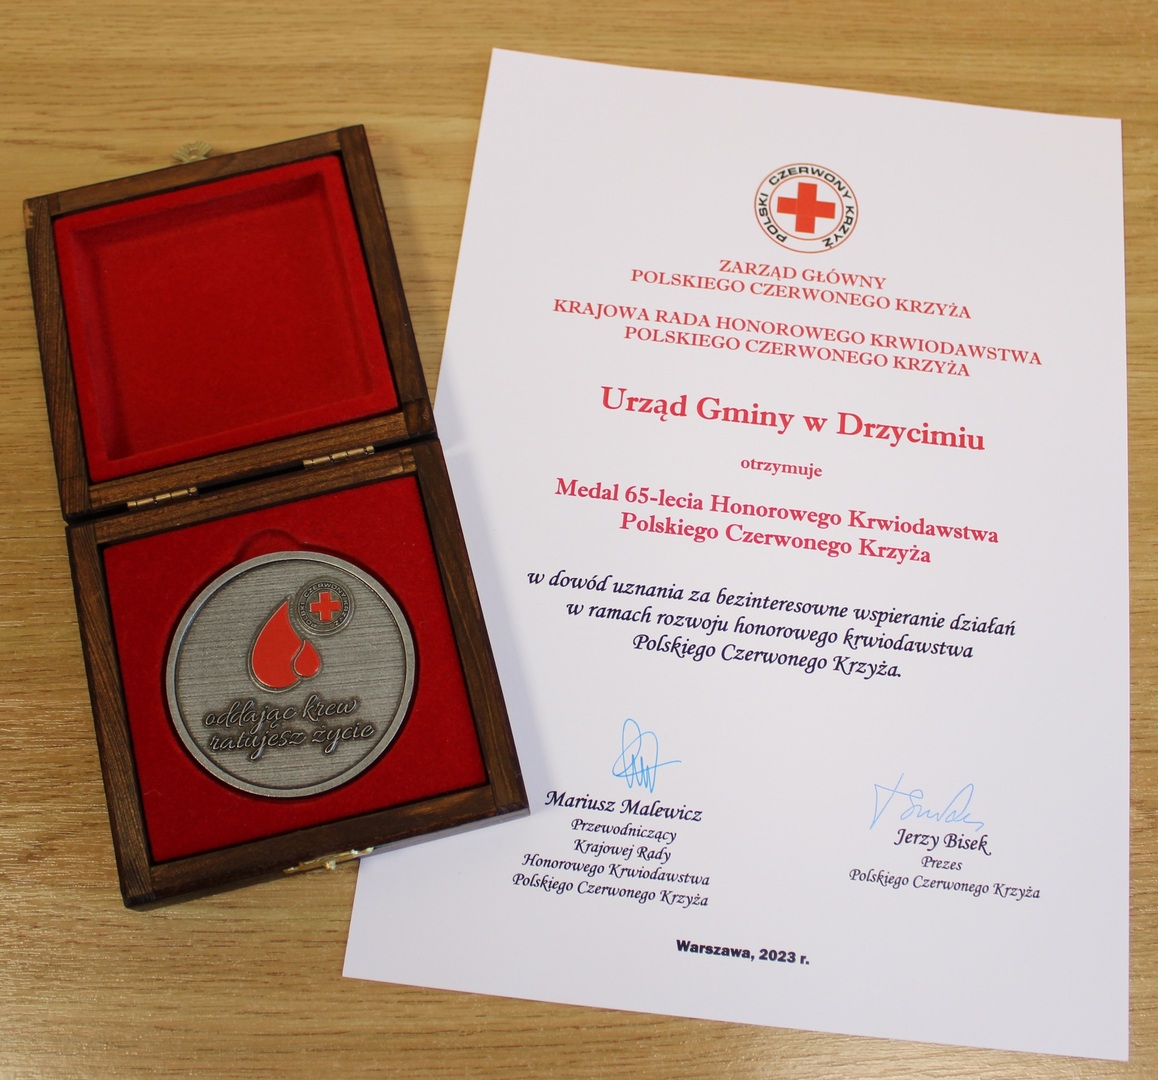 POLSKI CZERWONY KRZYŻ
ZARZĄD GŁÓWNY
POLSKIEGO CZERWONEGO KRZYŻA
KRAJOWA RADA HONOROWEGO KRWIODAWSTWA
POLSKIEGO CZERWONEGO KRZYŻA
Urząd Gminy w Drzycimiu
otrzymuje
Medal 65-lecia Honorowego Krwiodawstwa
Polskiego Czerwonego Krzyża
w dowód uznania za bezinteresowne wspieranie działań
w ramach rozwoju honorowego krwiodawstwa
Polskiego Czerwonego Krzyża.
Mariusz Malewicz
Przewodniczący
Krajowej Rady
Honorowego Krwiodawstwa
Polskiego Czerwonego Krzyża
Jerzy Bisek
Prezes
Polskiego Czerwonego Krzyża
Warszawa, 2023 r.
POLSKI CZERWONY KRZYŻ
oddając krew
ratujesz życie